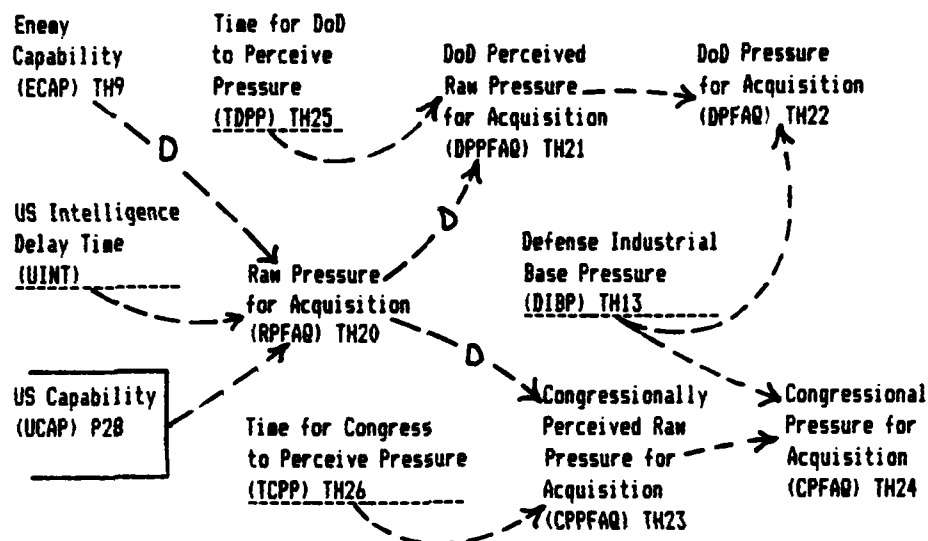 Enemy
Capability
(ECAP) TH9
Time for DoD
to Perceive
Pressure
(TDPP) TH25
DoD Perceived
Raw Pressure
for Acquisition
(DPPFAQ) TH21
DoD Pressure
for Acquisition
(DPFAQ) TH22
D
US Intelligence
Delay Time
(UINT)
D
Raw Pressure
for Acquisition
(RPFAQ) TH20
Defense Industrial
Base Pressure
(DIBP) TH13
D
US Capability
(UCAP) P28
Time for Congress
to Perceive Pressure
(TCPP) TH26
Congressionally
Perceived Raw
Pressure for
Acquisition
(CPPFAQ) TH23
Congressional
Pressure for
Acquisition
(CPFAQ) TH24